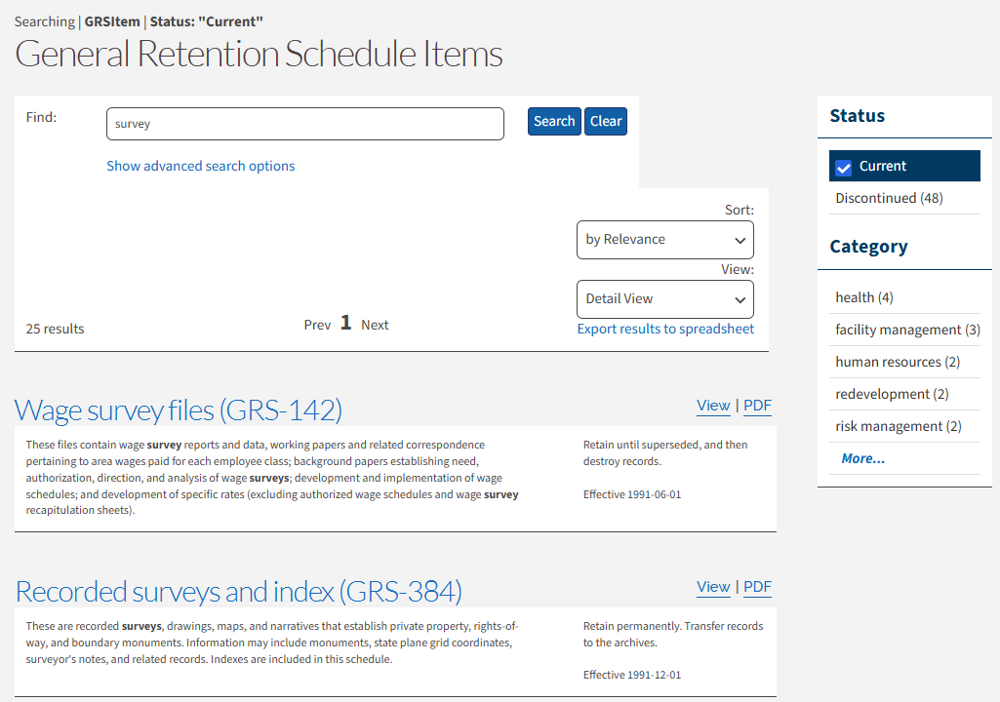 Searching | GRSItem | Status: "Current"
General Retention Schedule Items
Find:
survey
Search
Clear
Show advanced search options
Sort:
by Relevance
View:
Detail View
25 results
Prev 1 Next
Export results to spreadsheet
Status
Current
Discontinued (48)
Category
health (4)
facility management (3)
human resources (2)
redevelopment (2)
risk management (2)
More...
Wage survey files (GRS-142)
View | PDF
These files contain wage survey reports and data, working papers and related correspondence
pertaining to area wages paid for each employee class; background papers establishing need,
authorization, direction, and analysis of wage surveys; development and implementation of wage
schedules; and development of specific rates (excluding authorized wage schedules and wage survey
recapitulation sheets).
Retain until superseded, and then
destroy records.
Effective 1991-06-01
Recorded surveys and index (GRS-384)
View | PDF
These are recorded surveys, drawings, maps, and narratives that establish private property, rights-of-
way, and boundary monuments. Information may include monuments, state plane grid coordinates,
surveyor's notes, and related records. Indexes are included in this schedule.
Retain permanently. Transfer records
to the archives.
Effective 1991-12-01